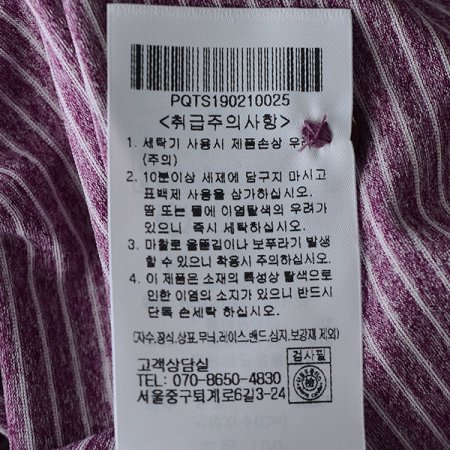 PQTS190210025
<취급주의사항>
1. 세탁기 사용시 제품손상 우려
(주의)
2. 10분이상 세제에 담구지 마시고
표백제 사용을 삼가하십시오.
땀 또는 물에 이염탈색의 우려가
있으니 즉시 세탁하십시오.
3. 마찰로 올뜯김이나 보푸라기 발생
할 수 있으니 착용시 주의하십시오.
4. 이 제품은 소재의 특성상 탈색으로
인한 이염의 소지가 있으니 반드시
단독 손세탁 하십시오.
(자수,장식,상표,무늬,레이스,밴드,심지,보강재 제외)
고객상담실
검사필
TEL: 070-8650-4830
서울중구퇴계로6길3-24